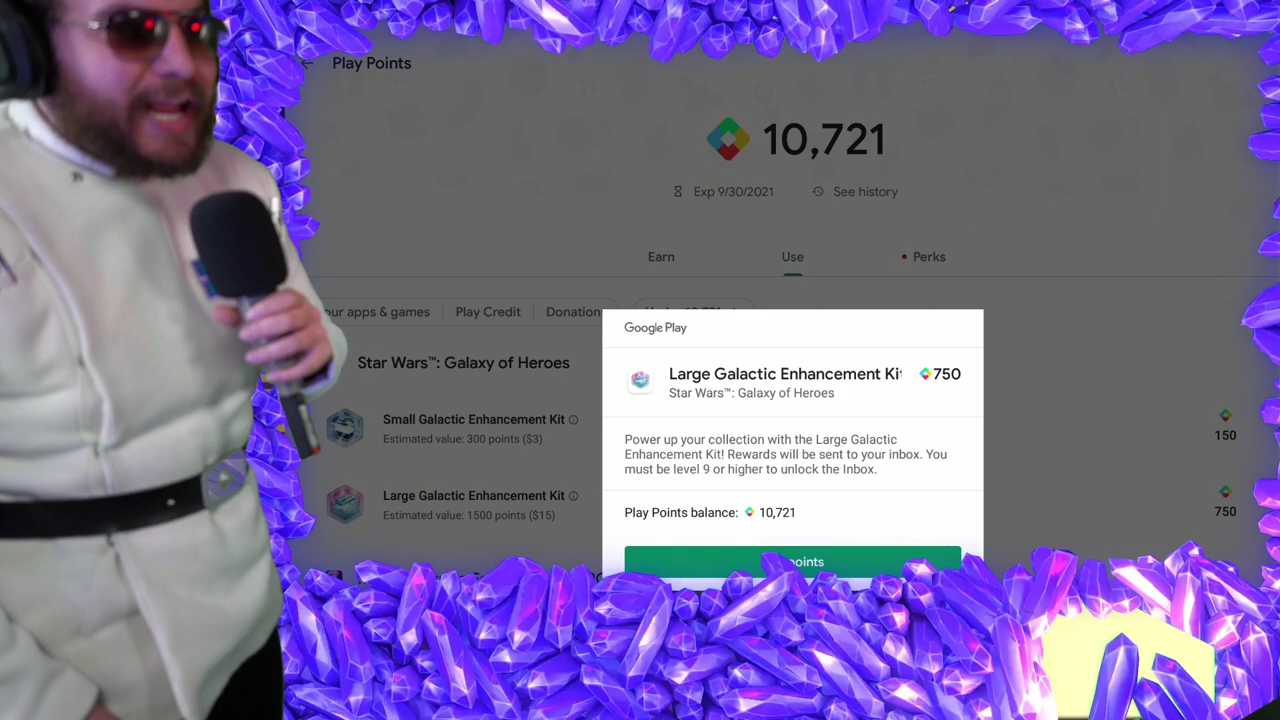 Play Points
10,721
Exp 9/30/2021 See history
Earn Use Perks
apps & games Play Credit
Google Play
Star Wars™: Galaxy of Heroes
Large Galactic Enhancement 750
Star Wars™: Galaxy of Heroes
Small Galactic Enhancement Kit
Estimated value: 300 points ($3)
150
Power up your collection with the Large Galactic
Enhancement Kit! Rewards will be sent to your inbox. You
must be level 9 or higher to unlock the Inbox.
Large Galactic Enhancement Kit
Estimated value: 1500 points ($15)
750
Play Points balance: 10,721
points